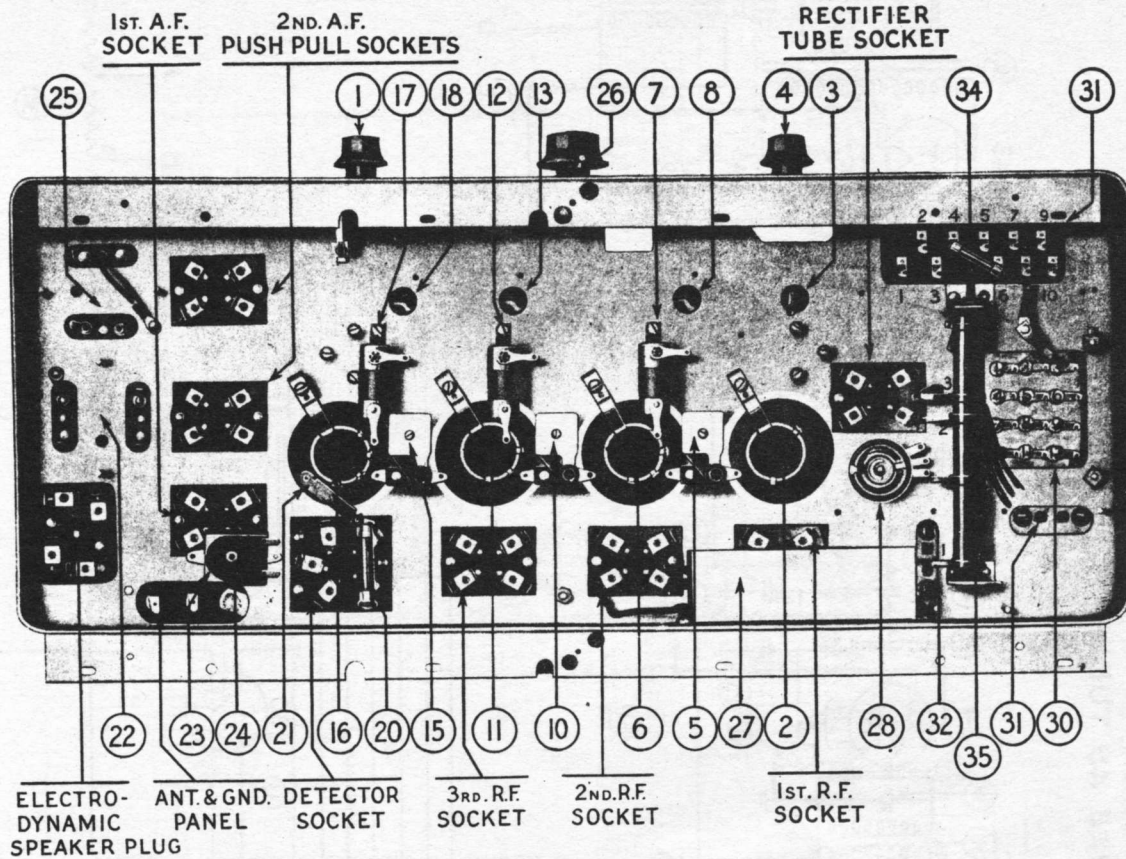 1ST. A.F.
SOCKET
2ND. A.F.
PUSH PULL SOCKETS
RECTIFIER
TUBE SOCKET
25 1 17 18 12 13 26 7 8 4 3 34 31
2 4 5 7 9
1 3 6 10
3
2
1
22 23 24 21 16 20 15 11 10 6 5 27 2 28 32 35 31 30
ELECTRO-
DYNAMIC
SPEAKER PLUG
ANT. & GND.
PANEL
DETECTOR
SOCKET
3RD. R.F.
SOCKET
2ND. R.F.
SOCKET
1ST. R.F.
SOCKET